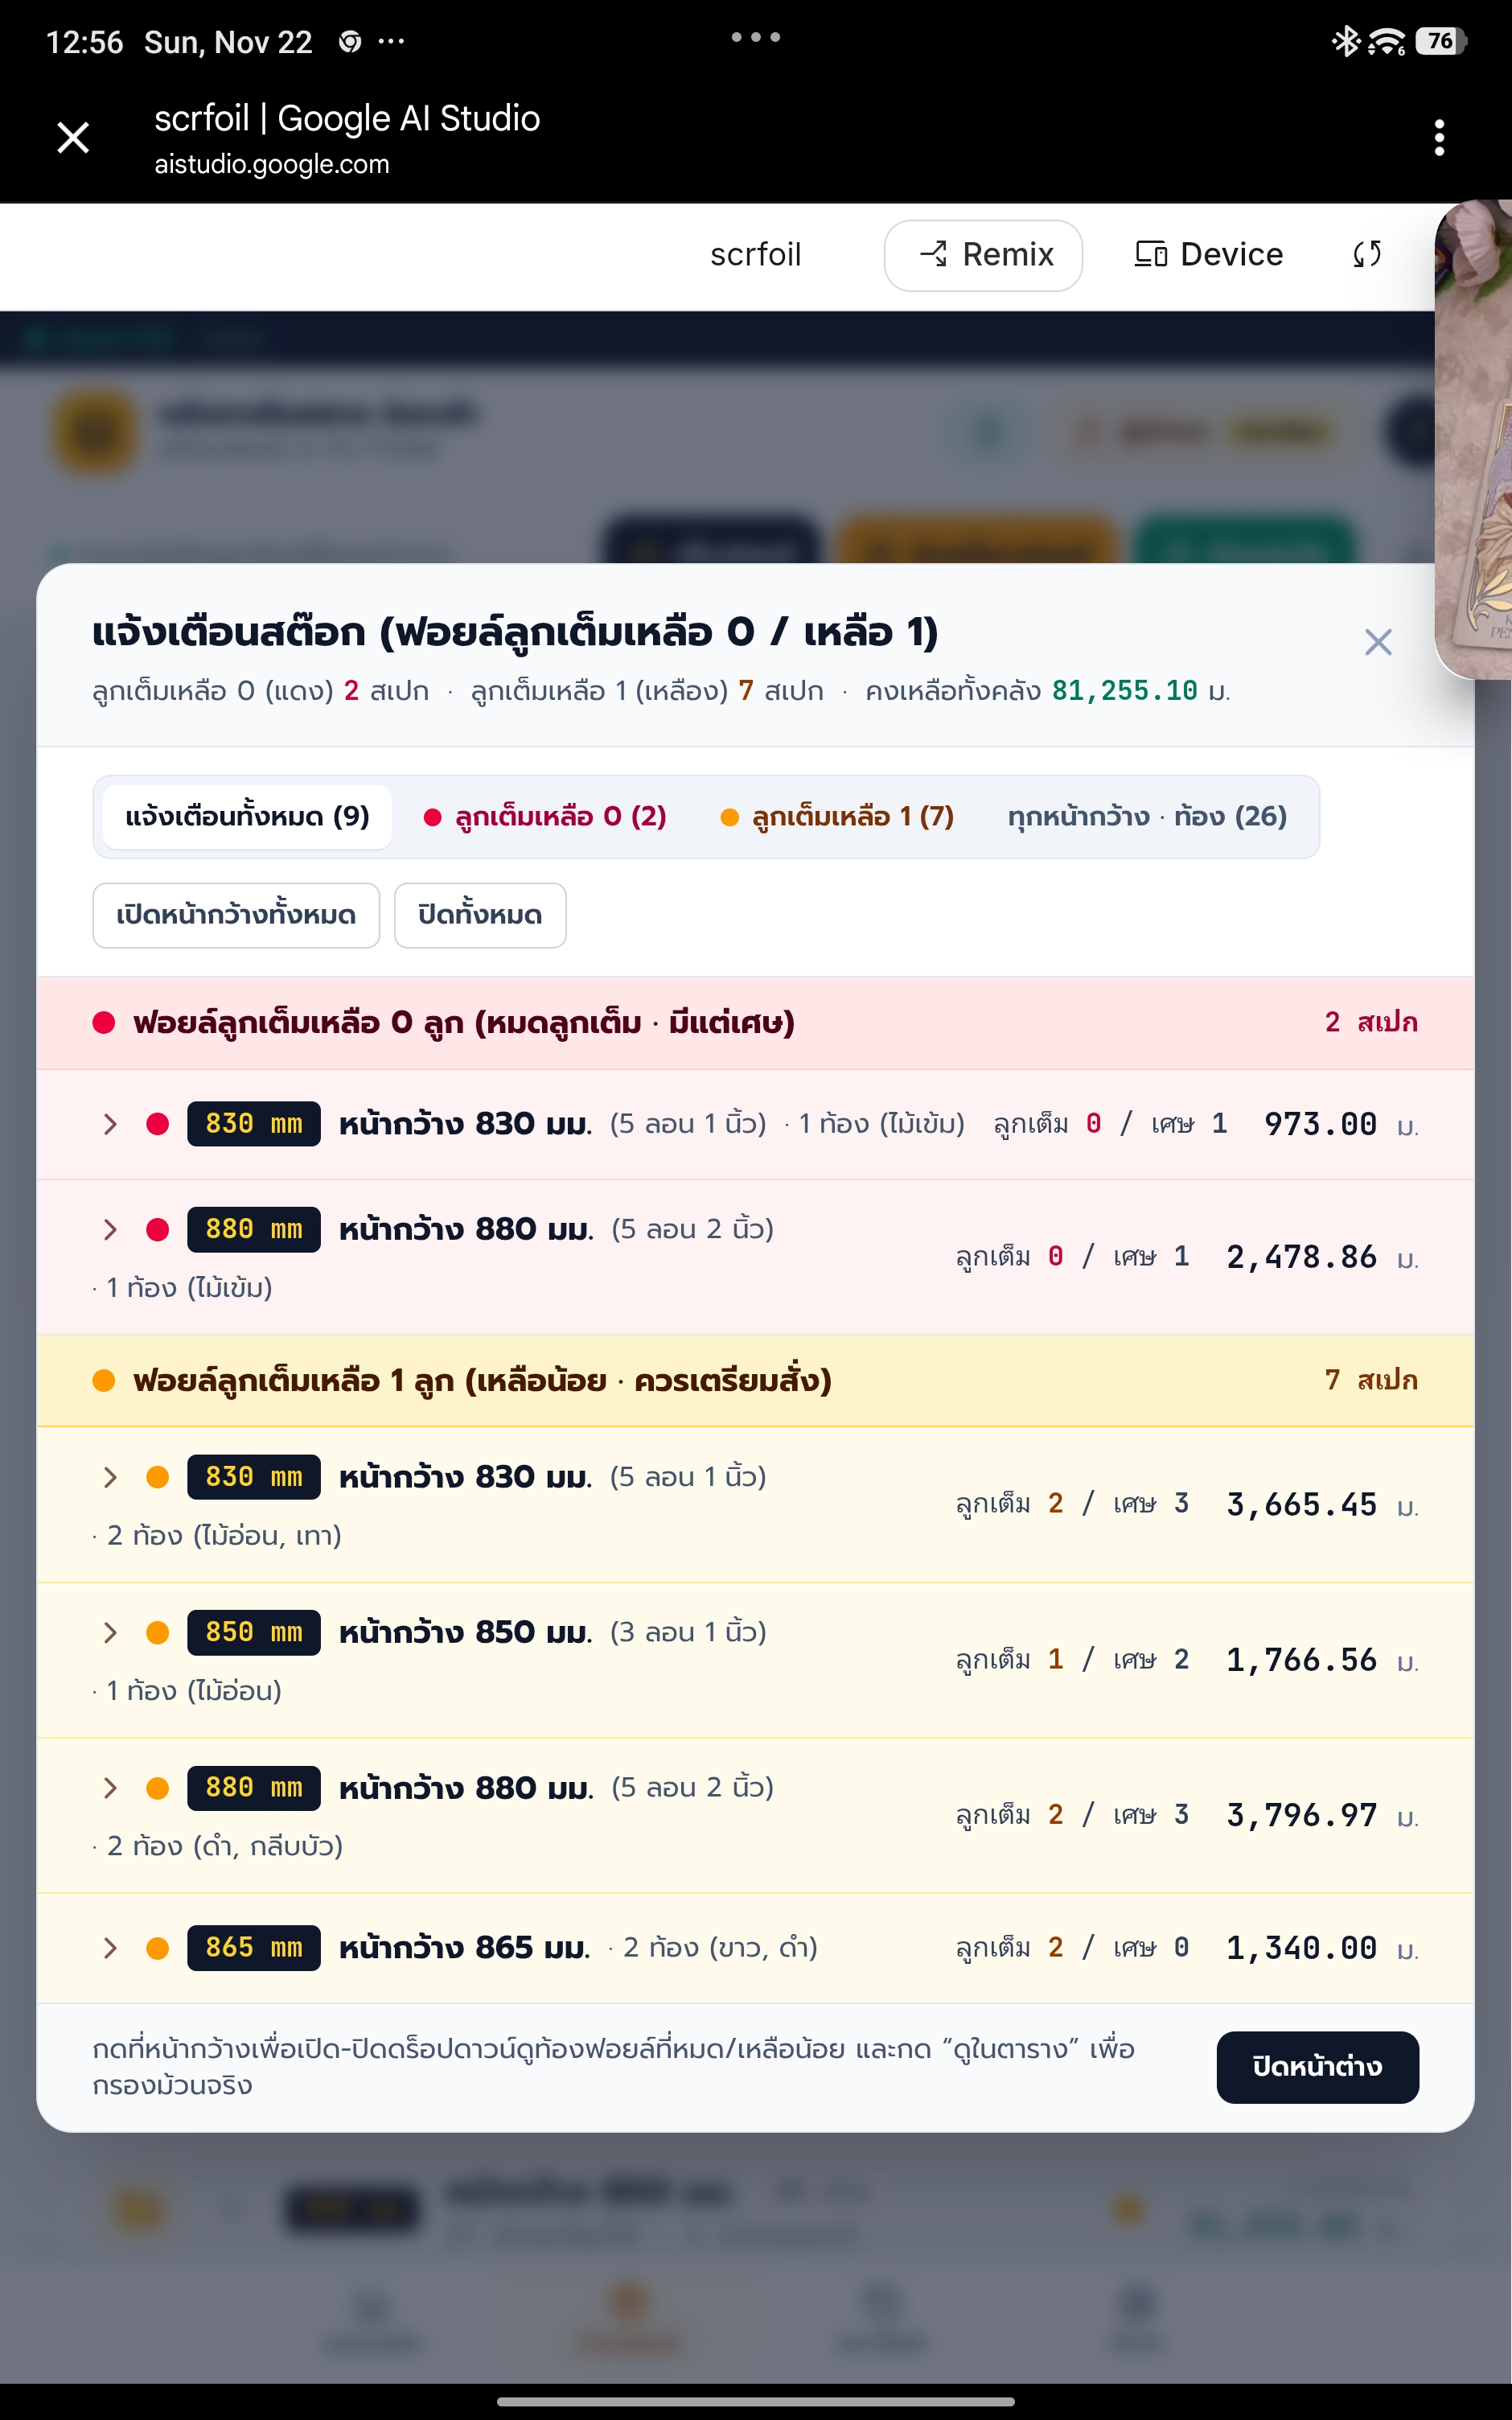 12:56 Sun, Nov 22
76
scrfoil | Google AI Studio
aistudio.google.com
scrfoil
Remix
Device
แจ้งเตือนสต๊อก (ฟอยล์ลูกเต็มเหลือ 0 / เหลือ 1)
ลูกเต็มเหลือ 0 (แดง) 2 สเปก · ลูกเต็มเหลือ 1 (เหลือง) 7 สเปก · คงเหลือทั้งคลัง 81,255.10 ม.
แจ้งเตือนทั้งหมด (9)
ลูกเต็มเหลือ 0 (2)
ลูกเต็มเหลือ 1 (7)
ทุกหน้ากว้าง · ท้อง (26)
เปิดหน้ากว้างทั้งหมด
ปิดทั้งหมด
ฟอยล์ลูกเต็มเหลือ 0 ลูก (หมดลูกเต็ม · มีแต่เศษ)
2 สเปก
830 mm หน้ากว้าง 830 มม. (5 ลอน 1 นิ้ว) · 1 ท้อง (ไม้เข้ม) ลูกเต็ม 0 / เศษ 1 973.00 ม.
880 mm หน้ากว้าง 880 มม. (5 ลอน 2 นิ้ว)
· 1 ท้อง (ไม้เข้ม)
ลูกเต็ม 0 / เศษ 1 2,478.86 ม.
ฟอยล์ลูกเต็มเหลือ 1 ลูก (เหลือน้อย · ควรเตรียมสั่ง)
7 สเปก
830 mm หน้ากว้าง 830 มม. (5 ลอน 1 นิ้ว)
· 2 ท้อง (ไม้อ่อน, เทา)
ลูกเต็ม 2 / เศษ 3 3,665.45 ม.
850 mm หน้ากว้าง 850 มม. (3 ลอน 1 นิ้ว)
· 1 ท้อง (ไม้อ่อน)
ลูกเต็ม 1 / เศษ 2 1,766.56 ม.
880 mm หน้ากว้าง 880 มม. (5 ลอน 2 นิ้ว)
· 2 ท้อง (ดำ, กลีบบัว)
ลูกเต็ม 2 / เศษ 3 3,796.97 ม.
865 mm หน้ากว้าง 865 มม. · 2 ท้อง (ขาว, ดำ) ลูกเต็ม 2 / เศษ 0 1,340.00 ม.
กดที่หน้ากว้างเพื่อเปิด-ปิดดร็อปดาวน์ดูท้องฟอยล์ที่หมด/เหลือน้อย และกด “ดูในตาราง” เพื่อ
กรองม้วนจริง
ปิดหน้าต่าง